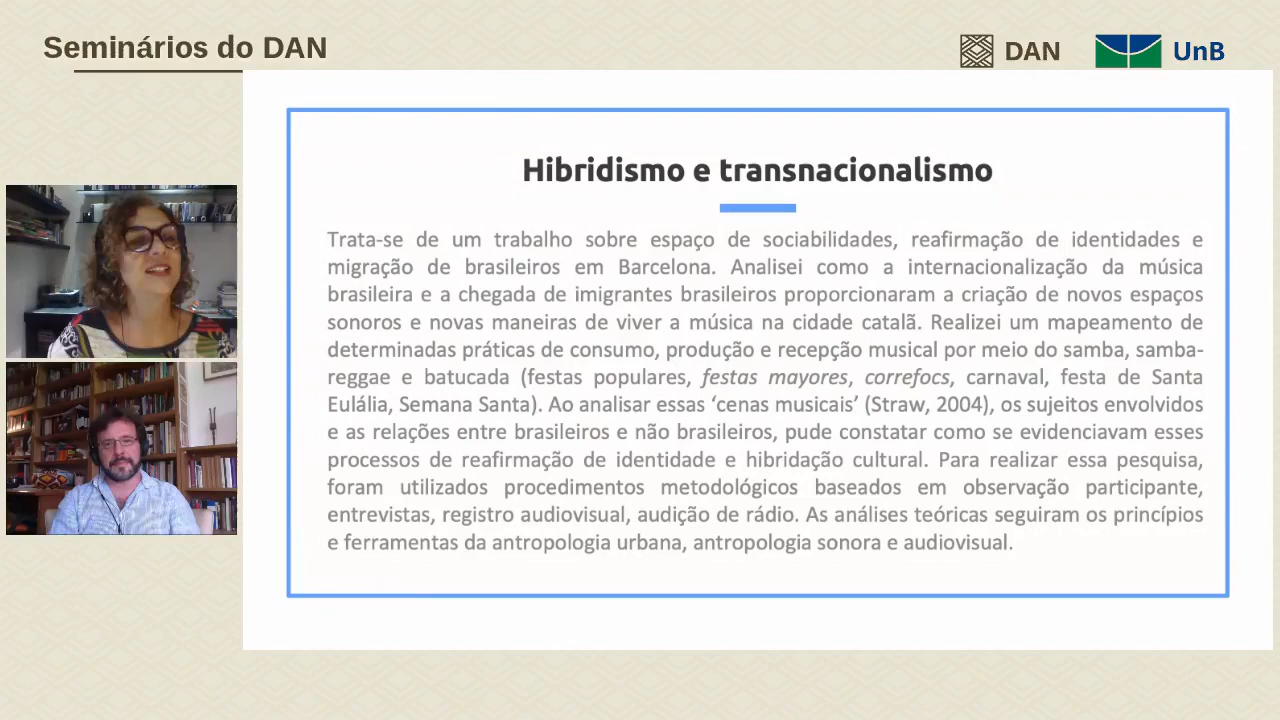 Seminários do DAN
DAN
UnB
Hibridismo e transnacionalismo
Trata-se de um trabalho sobre espaço de sociabilidades, reafirmação de identidades e
migração de brasileiros em Barcelona. Analisei como a internacionalização da música
brasileira e a chegada de imigrantes brasileiros proporcionaram a criação de novos espaços
sonoros e novas maneiras de viver a música na cidade catalã. Realizei um mapeamento de
determinadas práticas de consumo, produção e recepção musical por meio do samba, samba-
reggae e batucada (festas populares, festas mayores, correfocs, carnaval, festa de Santa
Eulália, Semana Santa). Ao analisar essas ‘cenas musicais’ (Straw, 2004), os sujeitos envolvidos
e as relações entre brasileiros e não brasileiros, pude constatar como se evidenciavam esses
processos de reafirmação de identidade e hibridação cultural. Para realizar essa pesquisa,
foram utilizados procedimentos metodológicos baseados em observação participante,
entrevistas, registro audiovisual, audição de rádio. As análises teóricas seguiram os princípios
e ferramentas da antropologia urbana, antropologia sonora e audiovisual.